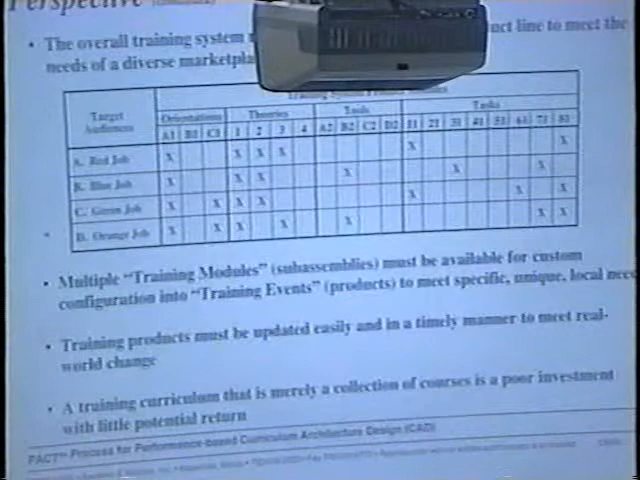 Perspective
• The overall training system
uct line to meet the
needs of a diverse marketpla
Target
Audiences
Orientations Theories Tools Tasks
A1 B1 C1 1 2 3 4 A2 B2 C2 D2 11 21 31 41 51 61 71 81
A. Red Job X X X X X X
B. Blue Job X X X X X X
C. Green Job X X X X X X X
D. Orange Job X X X X X X X
• Multiple "Training Modules" (subassemblies) must be available for custom
configuration into "Training Events" (products) to meet specific, unique, local nee
• Training products must be updated easily and in a timely manner to meet real-
world change
• A training curriculum that is merely a collection of courses is a poor investment
with little potential return
PACT™ Process for Performance-based Curriculum Architecture Design (CAD)